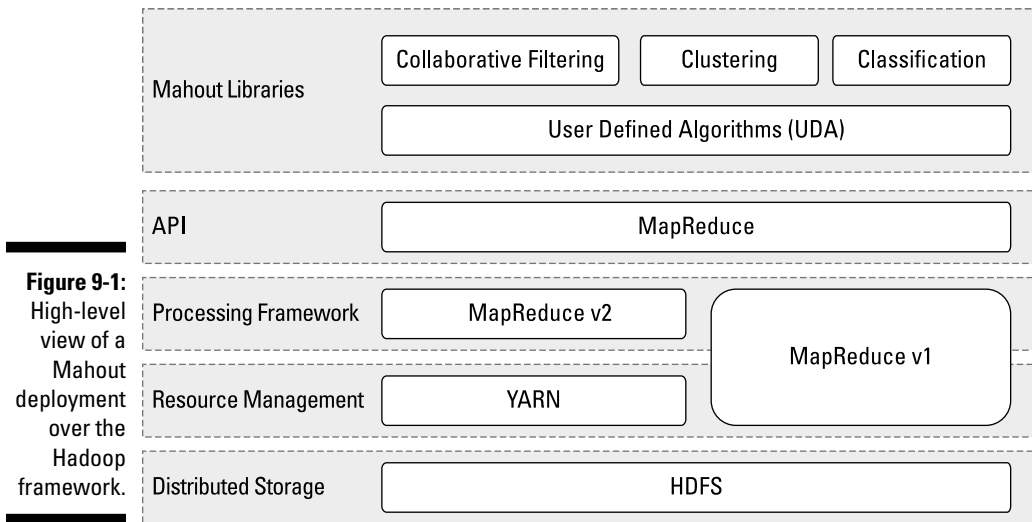 Collaborative Filtering
Clustering
Classification
Mahout Libraries
User Defined Algorithms (UDA)
API
MapReduce
Figure 9-1:
High-level
view of a
Mahout
deployment
over the
Hadoop
framework.
Processing Framework
MapReduce v2
MapReduce v1
Resource Management
YARN
Distributed Storage
HDFS